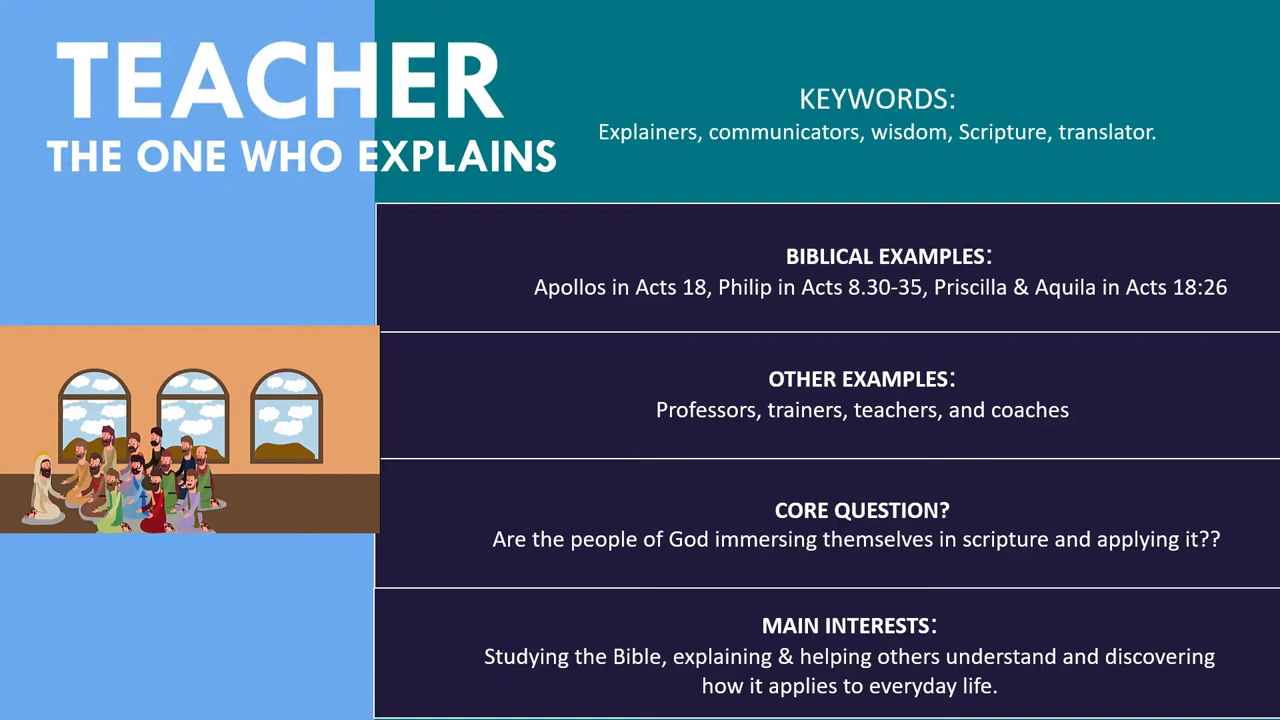 TEACHER
THE ONE WHO EXPLAINS
KEYWORDS:
Explainers, communicators, wisdom, Scripture, translator.
BIBLICAL EXAMPLES:
Apollos in Acts 18, Philip in Acts 8.30-35, Priscilla & Aquila in Acts 18:26
OTHER EXAMPLES:
Professors, trainers, teachers, and coaches
CORE QUESTION?
Are the people of God immersing themselves in scripture and applying it??
MAIN INTERESTS:
Studying the Bible, explaining & helping others understand and discovering
how it applies to everyday life.